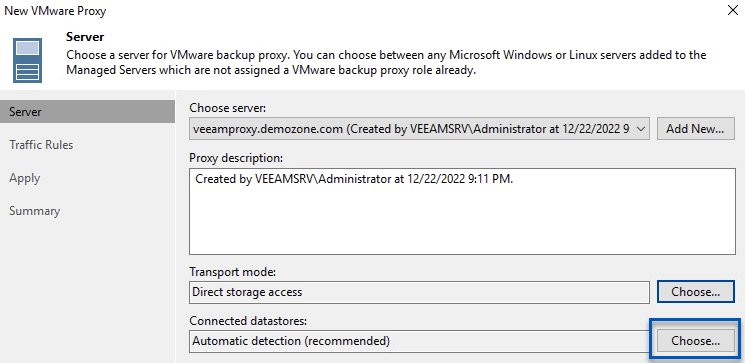 New VMware Proxy
Server
Choose a server for VMware backup proxy. You can choose between any Microsoft Windows or Linux servers added to the
Managed Servers which are not assigned a VMware backup proxy role already.
Server
Traffic Rules
Apply
Summary
Choose server:
veeamproxy.demozone.com (Created by VEEAMSRV\Administrator at 12/22/2022 9
Add New...
Proxy description:
Created by VEEAMSRV\Administrator at 12/22/2022 9:11 PM.
Transport mode:
Direct storage access
Choose...
Connected datastores:
Automatic detection (recommended)
Choose...